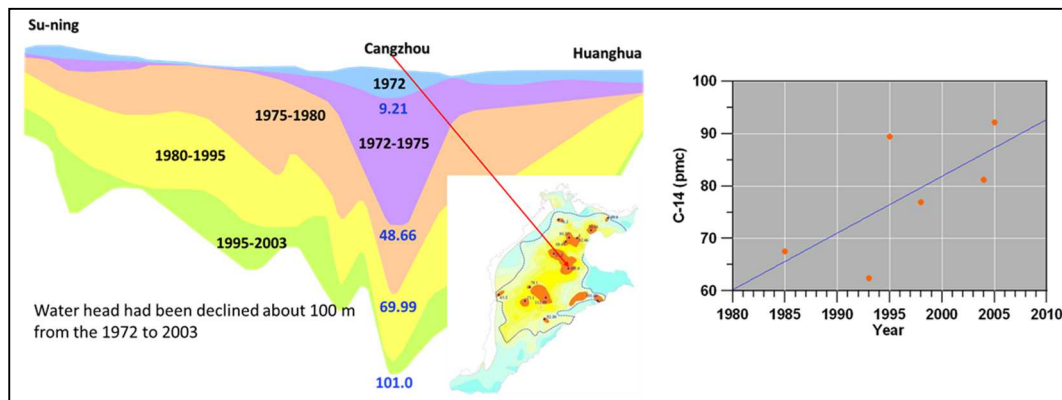 Su-ning
Cangzhou
Huanghua
1972
9.21
1975-1980
1972-1975
1980-1995
48.66
1995-2003
69.99
Water head had been declined about 100 m
from the 1972 to 2003
101.0
100
90
80
70
60
C-14 (pmc)
1980 1985 1990 1995 2000 2005 2010
Year